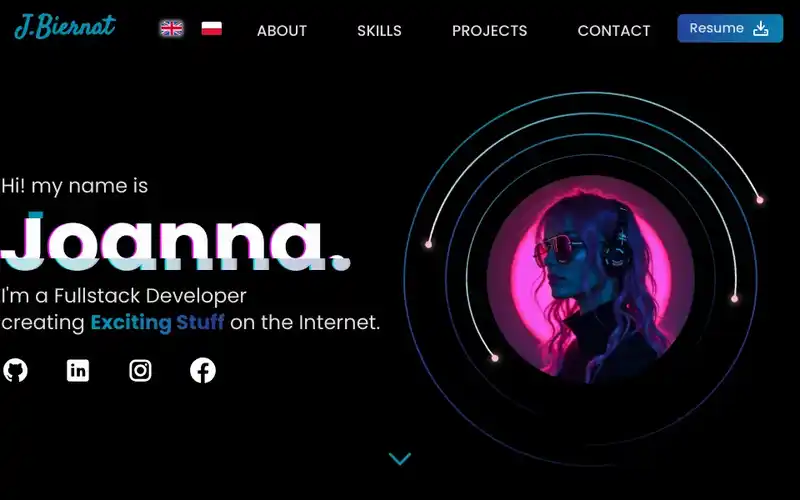 J.Biernat
ABOUT
SKILLS
PROJECTS
CONTACT
Resume
Hi! my name is
Joanna.
I'm a Fullstack Developer
creating Exciting Stuff on the Internet.